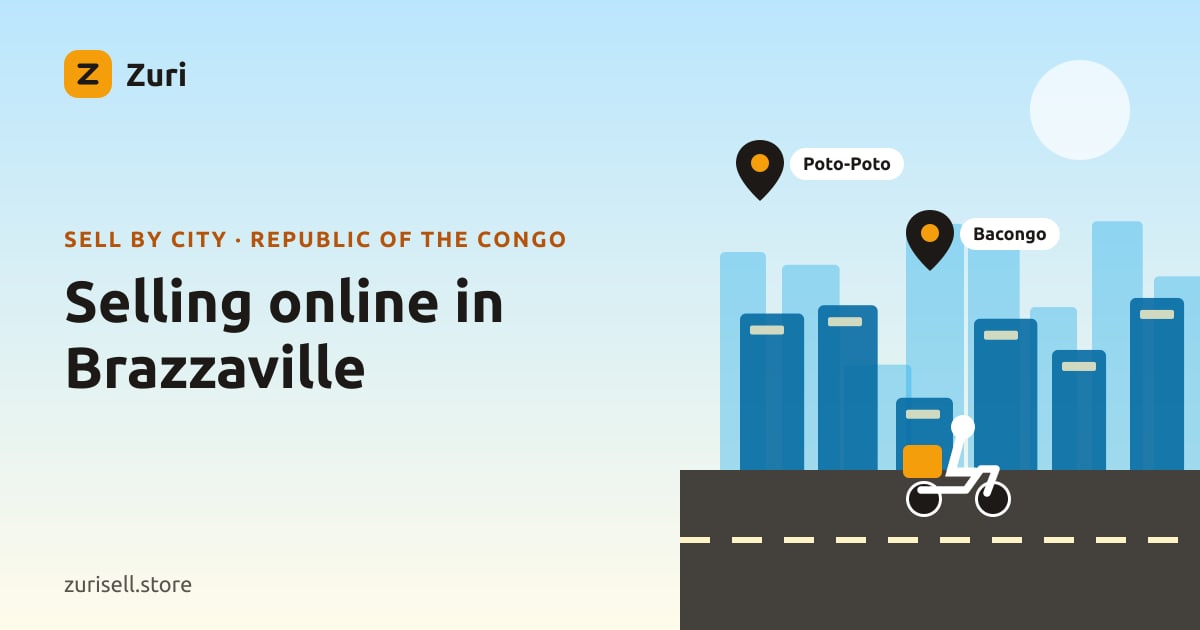 Z Zuri
Poto-Poto
Bacongo
SELL BY CITY · REPUBLIC OF THE CONGO
Selling online in
Brazzaville
zurisell.store